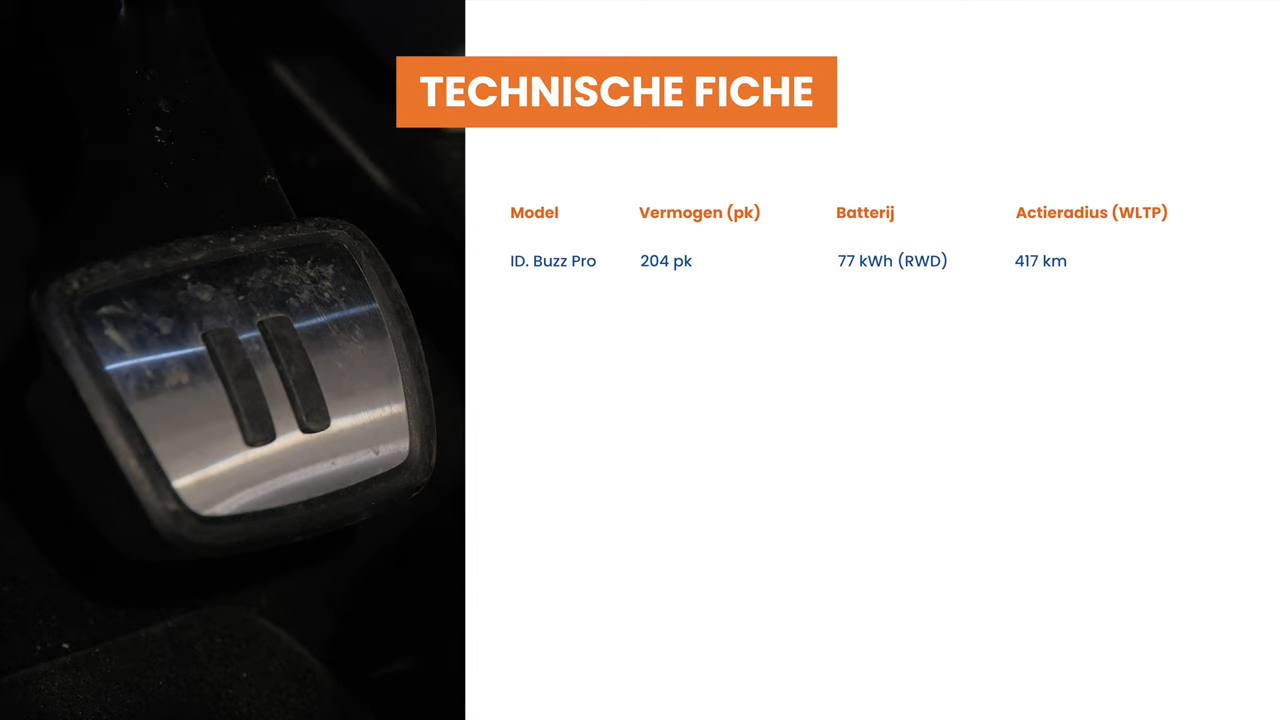 TECHNISCHE FICHE
Model Vermogen (pk) Batterij Actieradius (WLTP)
ID. Buzz Pro 204 pk 77 kWh (RWD) 417 km